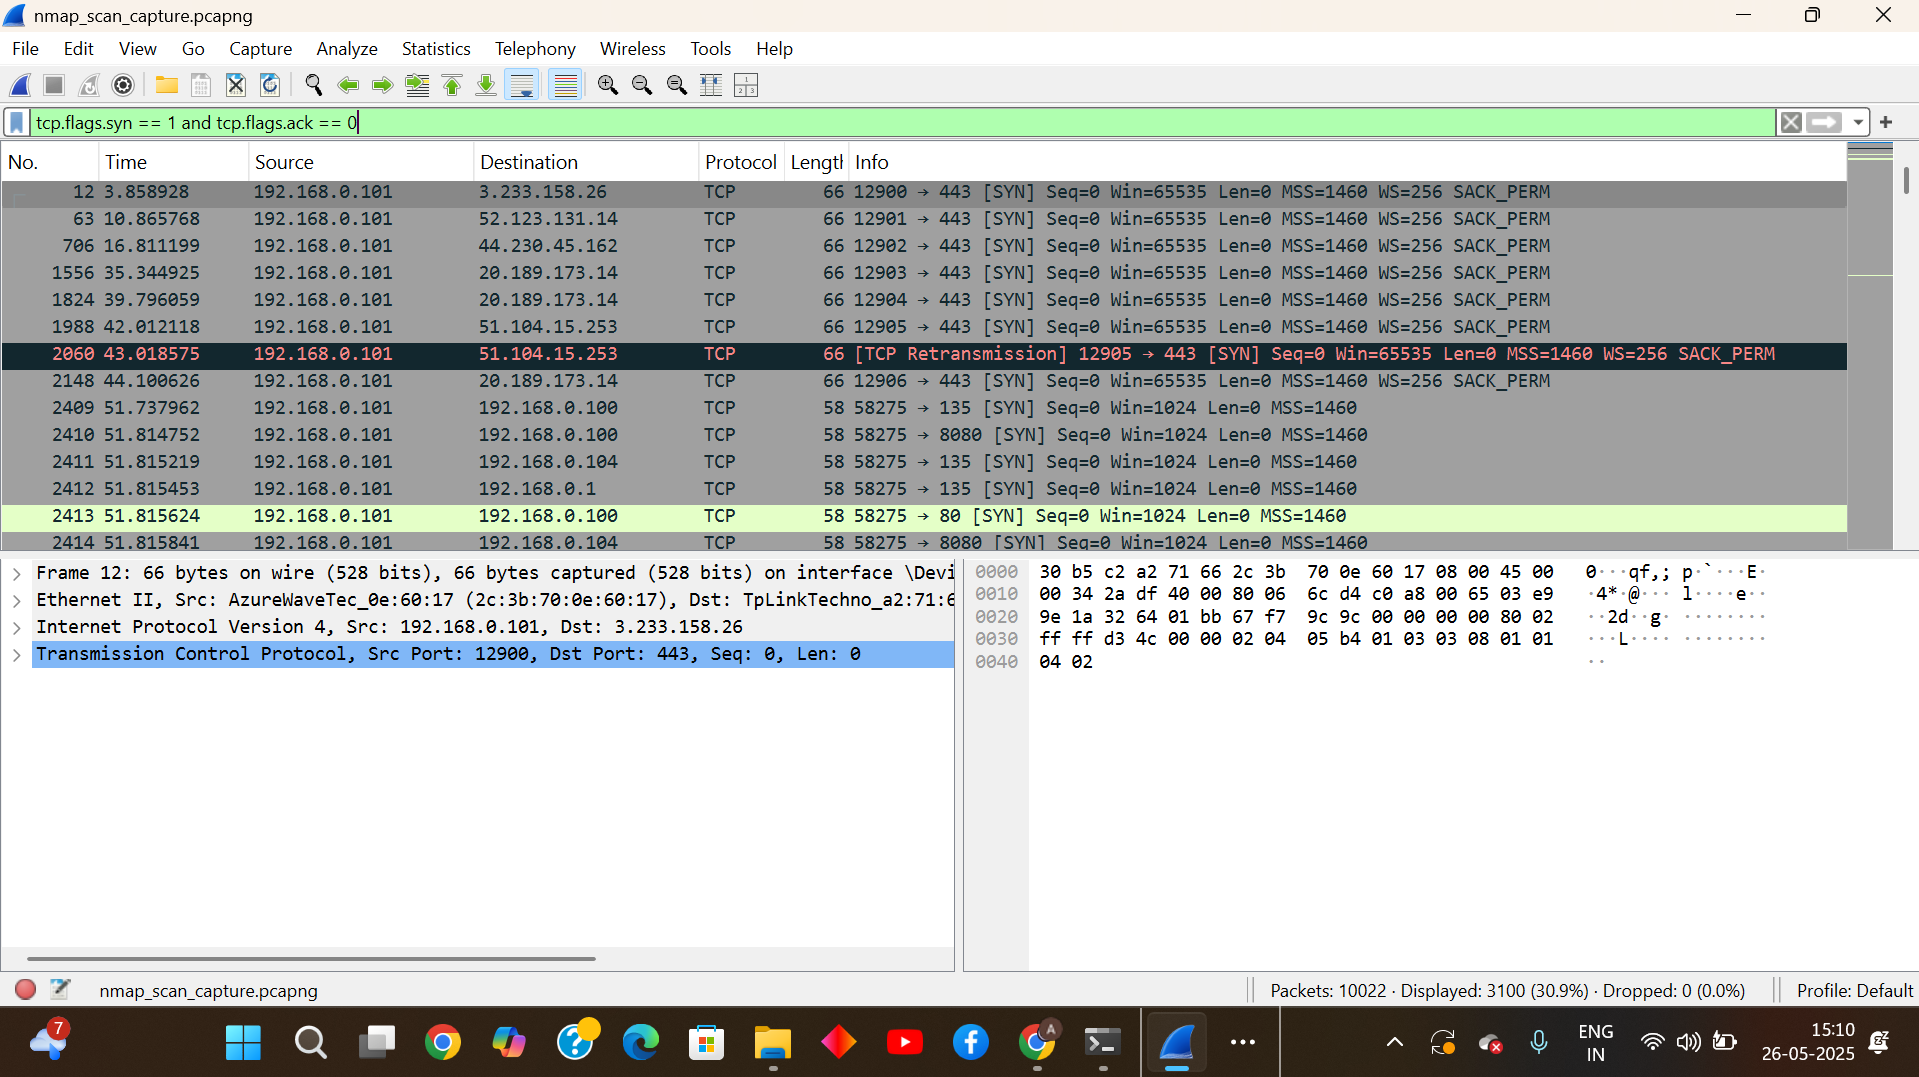 nmap_scan_capture.pcapng
File Edit View Go Capture Analyze Statistics Telephony Wireless Tools Help
tcp.flags.syn == 1 and tcp.flags.ack == 0
No. Time Source Destination Protocol Length Info
12 3.858928 192.168.0.101 3.233.158.26 TCP 66 12900 → 443 [SYN] Seq=0 Win=65535 Len=0 MSS=1460 WS=256 SACK_PERM
63 10.865768 192.168.0.101 52.123.131.14 TCP 66 12901 → 443 [SYN] Seq=0 Win=65535 Len=0 MSS=1460 WS=256 SACK_PERM
706 16.811199 192.168.0.101 44.230.45.162 TCP 66 12902 → 443 [SYN] Seq=0 Win=65535 Len=0 MSS=1460 WS=256 SACK_PERM
1556 35.344925 192.168.0.101 20.189.173.14 TCP 66 12903 → 443 [SYN] Seq=0 Win=65535 Len=0 MSS=1460 WS=256 SACK_PERM
1824 39.796059 192.168.0.101 20.189.173.14 TCP 66 12904 → 443 [SYN] Seq=0 Win=65535 Len=0 MSS=1460 WS=256 SACK_PERM
1988 42.012118 192.168.0.101 51.104.15.253 TCP 66 12905 → 443 [SYN] Seq=0 Win=65535 Len=0 MSS=1460 WS=256 SACK_PERM
2060 43.018575 192.168.0.101 51.104.15.253 TCP 66 [TCP Retransmission] 12905 → 443 [SYN] Seq=0 Win=65535 Len=0 MSS=1460 WS=256 SACK_PERM
2148 44.100626 192.168.0.101 20.189.173.14 TCP 66 12906 → 443 [SYN] Seq=0 Win=65535 Len=0 MSS=1460 WS=256 SACK_PERM
2409 51.737962 192.168.0.101 192.168.0.100 TCP 58 58275 → 135 [SYN] Seq=0 Win=1024 Len=0 MSS=1460
2410 51.814752 192.168.0.101 192.168.0.100 TCP 58 58275 → 8080 [SYN] Seq=0 Win=1024 Len=0 MSS=1460
2411 51.815219 192.168.0.101 192.168.0.104 TCP 58 58275 → 135 [SYN] Seq=0 Win=1024 Len=0 MSS=1460
2412 51.815453 192.168.0.101 192.168.0.1 TCP 58 58275 → 135 [SYN] Seq=0 Win=1024 Len=0 MSS=1460
2413 51.815624 192.168.0.101 192.168.0.100 TCP 58 58275 → 80 [SYN] Seq=0 Win=1024 Len=0 MSS=1460
2414 51.815841 192.168.0.101 192.168.0.104 TCP 58 58275 → 8080 [SYN] Seq=0 Win=1024 Len=0 MSS=1460
Frame 12: 66 bytes on wire (528 bits), 66 bytes captured (528 bits) on interface \Devi
Ethernet II, Src: AzureWaveTec_0e:60:17 (2c:3b:70:0e:60:17), Dst: TpLinkTechno_a2:71:6
Internet Protocol Version 4, Src: 192.168.0.101, Dst: 3.233.158.26
Transmission Control Protocol, Src Port: 12900, Dst Port: 443, Seq: 0, Len: 0
0000 30 b5 c2 a2 71 66 2c 3b 70 0e 60 17 08 00 45 00 0···qf,; p·`···E·
0010 00 34 2a df 40 00 80 06 6c d4 c0 a8 00 65 03 e9 ·4*·@··· l····e··
0020 9e 1a 32 64 01 bb 67 f7 9c 9c 00 00 00 00 80 02 ··2d··g· ········
0030 ff ff d3 4c 00 00 02 04 05 b4 01 03 03 08 01 01 ···L···· ········
0040 04 02 ··
nmap_scan_capture.pcapng
Packets: 10022 · Displayed: 3100 (30.9%) · Dropped: 0 (0.0%)
Profile: Default
7
A
ENG
IN
15:10
26-05-2025